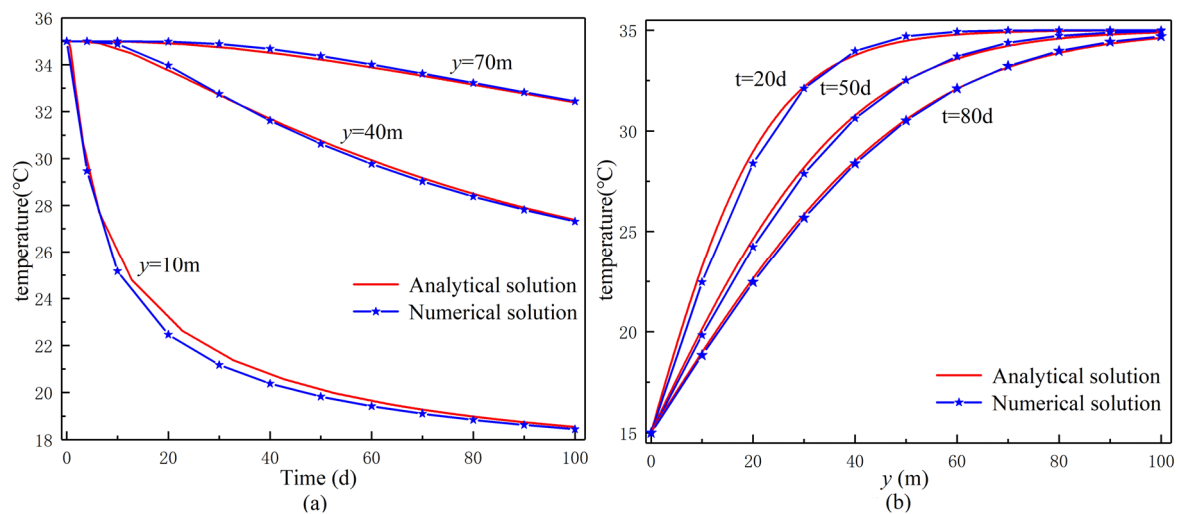 36
34
32
30
28
26
24
22
20
18
temperature(℃)
y=70m
y=40m
y=10m
Analytical solution
Numerical solution
0 20 40 60 80 100
Time (d)
(a)
35
30
25
20
15
temperature(℃)
t=20d
t=50d
t=80d
Analytical solution
Numerical solution
0 20 40 60 80 100
y (m)
(b)